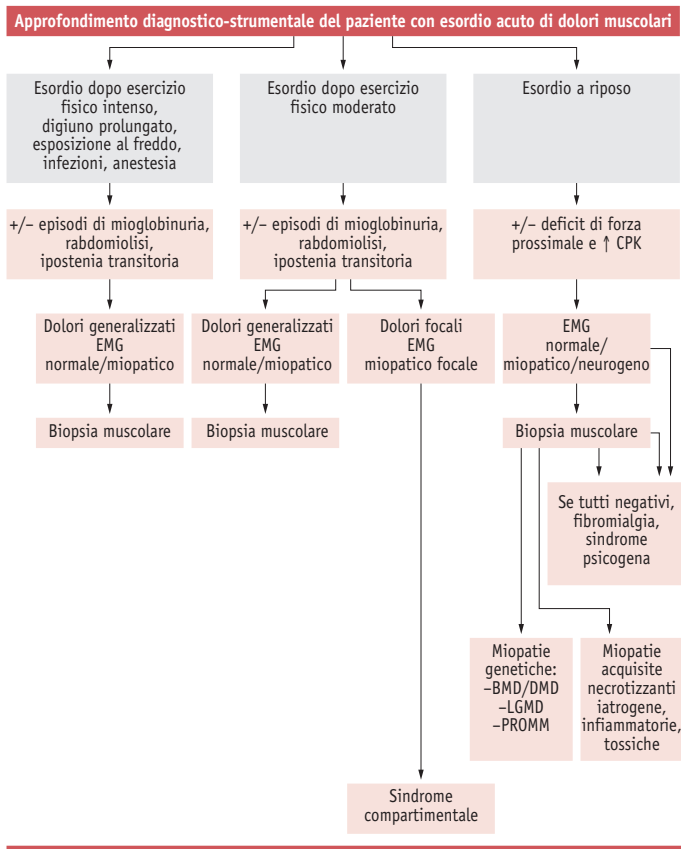 Approfondimento diagnostico-strumentale del paziente con esordio acuto di dolori muscolari
Esordio dopo esercizio
fisico intenso,
digiuno prolungato,
esposizione al freddo,
infezioni, anestesia
Esordio dopo esercizio
fisico moderato
Esordio a riposo
+/– episodi di mioglobinuria,
rabdomiolisi,
ipostenia transitoria
+/– episodi di mioglobinuria,
rabdomiolisi,
ipostenia transitoria
+/– deficit di forza
prossimale e ↑ CPK
Dolori generalizzati
EMG
normale/miopatico
Dolori generalizzati
EMG
normale/miopatico
Dolori focali
EMG
miopatico focale
EMG
normale/
miopatico/neurogeno
Biopsia muscolare
Biopsia muscolare
Biopsia muscolare
Se tutti negativi,
fibromialgia,
sindrome
psicogena
Miopatie
genetiche:
–BMD/DMD
–LGMD
–PROMM
Miopatie
acquisite
necrotizzanti
iatrogene,
infiammatorie,
tossiche
Sindrome
compartimentale